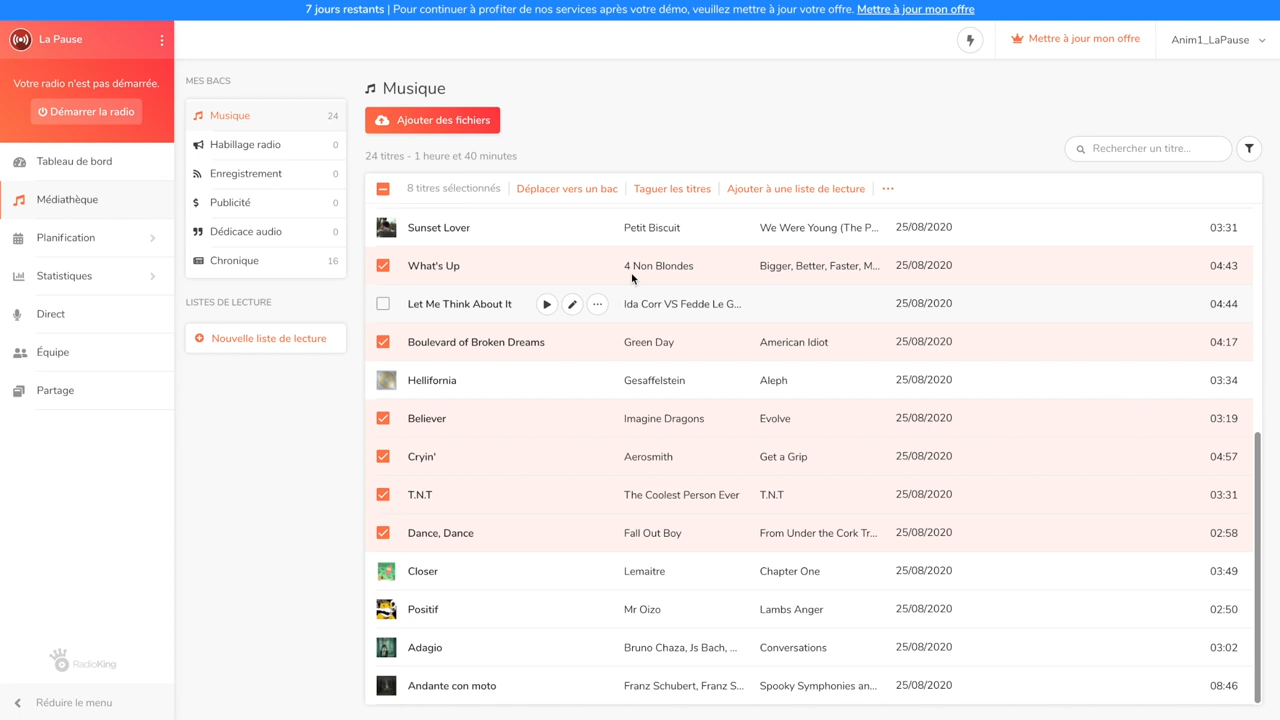 7 jours restants | Pour continuer à profiter de nos services après votre démo, veuillez mettre à jour votre offre. Mettre à jour mon offre
La Pause
Mettre à jour mon offre
Anim1_LaPause
Votre radio n'est pas démarrée.
Démarrer la radio
Tableau de bord
Médiathèque
Planification
Statistiques
Direct
Équipe
Partage
RadioKing
Réduire le menu
MES BACS
Musique 24
Habillage radio 0
Enregistrement 0
Publicité 0
Dédicace audio 0
Chronique 16
LISTES DE LECTURE
Nouvelle liste de lecture
Musique
Ajouter des fichiers
24 titres - 1 heure et 40 minutes
Rechercher un titre...
8 titres sélectionnés Déplacer vers un bac Taguer les titres Ajouter à une liste de lecture ...
Sunset Lover Petit Biscuit We Were Young (The P... 25/08/2020 03:31
What's Up 4 Non Blondes Bigger, Better, Faster, M... 25/08/2020 04:43
Let Me Think About It Ida Corr VS Fedde Le G... 25/08/2020 04:44
Boulevard of Broken Dreams Green Day American Idiot 25/08/2020 04:17
Hellifornia Gesaffelstein Aleph 25/08/2020 03:34
Believer Imagine Dragons Evolve 25/08/2020 03:19
Cryin' Aerosmith Get a Grip 25/08/2020 04:57
T.N.T The Coolest Person Ever T.N.T 25/08/2020 03:31
Dance, Dance Fall Out Boy From Under the Cork Tr... 25/08/2020 02:58
Closer Lemaitre Chapter One 25/08/2020 03:49
Positif Mr Oizo Lambs Anger 25/08/2020 02:50
Adagio Bruno Chaza, Js Bach, ... Conversations 25/08/2020 03:02
Andante con moto Franz Schubert, Franz S... Spooky Symphonies an... 25/08/2020 08:46